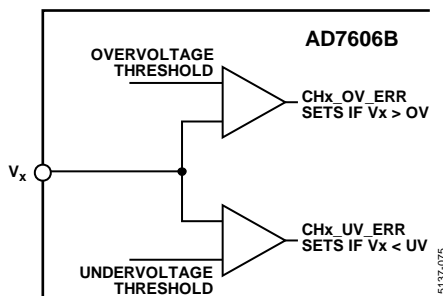 AD7606B
OVERVOLTAGE
THRESHOLD
CHx_OV_ERR
SETS IF Vx > OV
Vx
CHx_UV_ERR
SETS IF Vx < UV
UNDERVOLTAGE
THRESHOLD